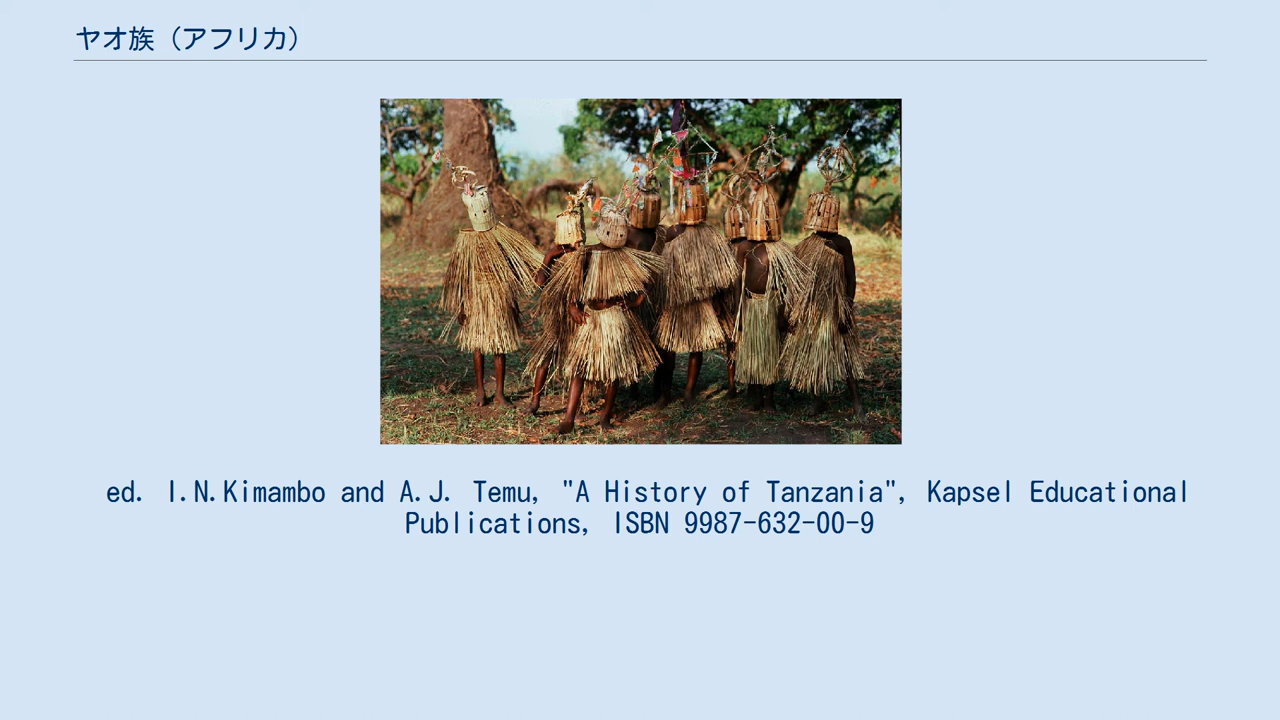 ヤオ族（アフリカ）
ed. I.N.Kimambo and A.J. Temu, "A History of Tanzania", Kapsel Educational
Publications, ISBN 9987-632-00-9